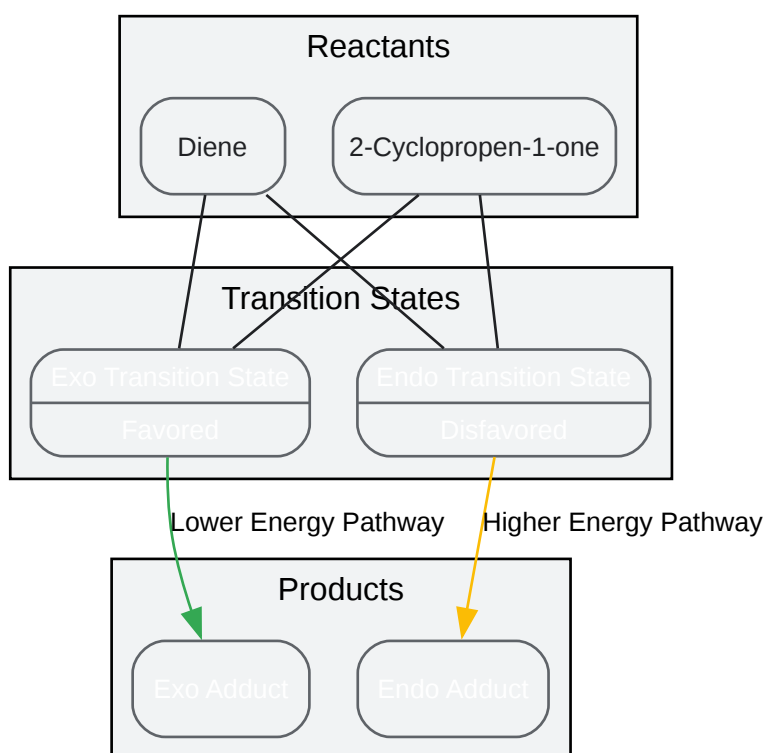 Reactants
Diene
2-Cyclopropen-1-one
Transition States
Exo Transition State
Favored
Endo Transition State
Disfavored
Lower Energy Pathway
Higher Energy Pathway
Products
Exo Adduct
Endo Adduct